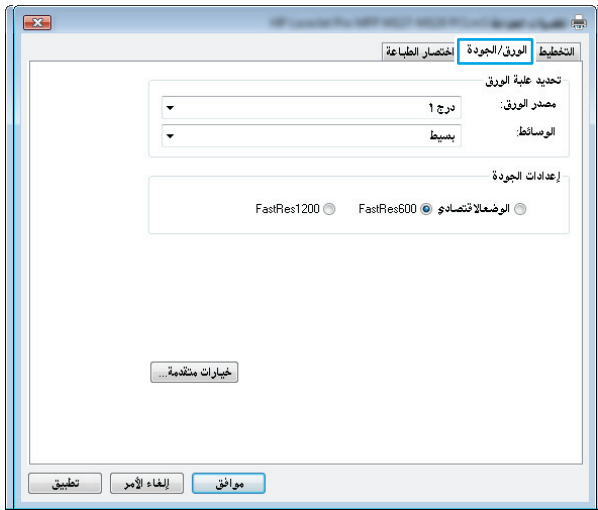 التخطيط الورق/الجودة اختصار الطباعة
تحديد علبة الورق
مصدر الورق: درج ١
الوسائط: بسيط
إعدادات الجودة
الوضعالاقتصادي FastRes600 FastRes1200
خيارات متقدمة...
موافق إلغاء الأمر تطبيق